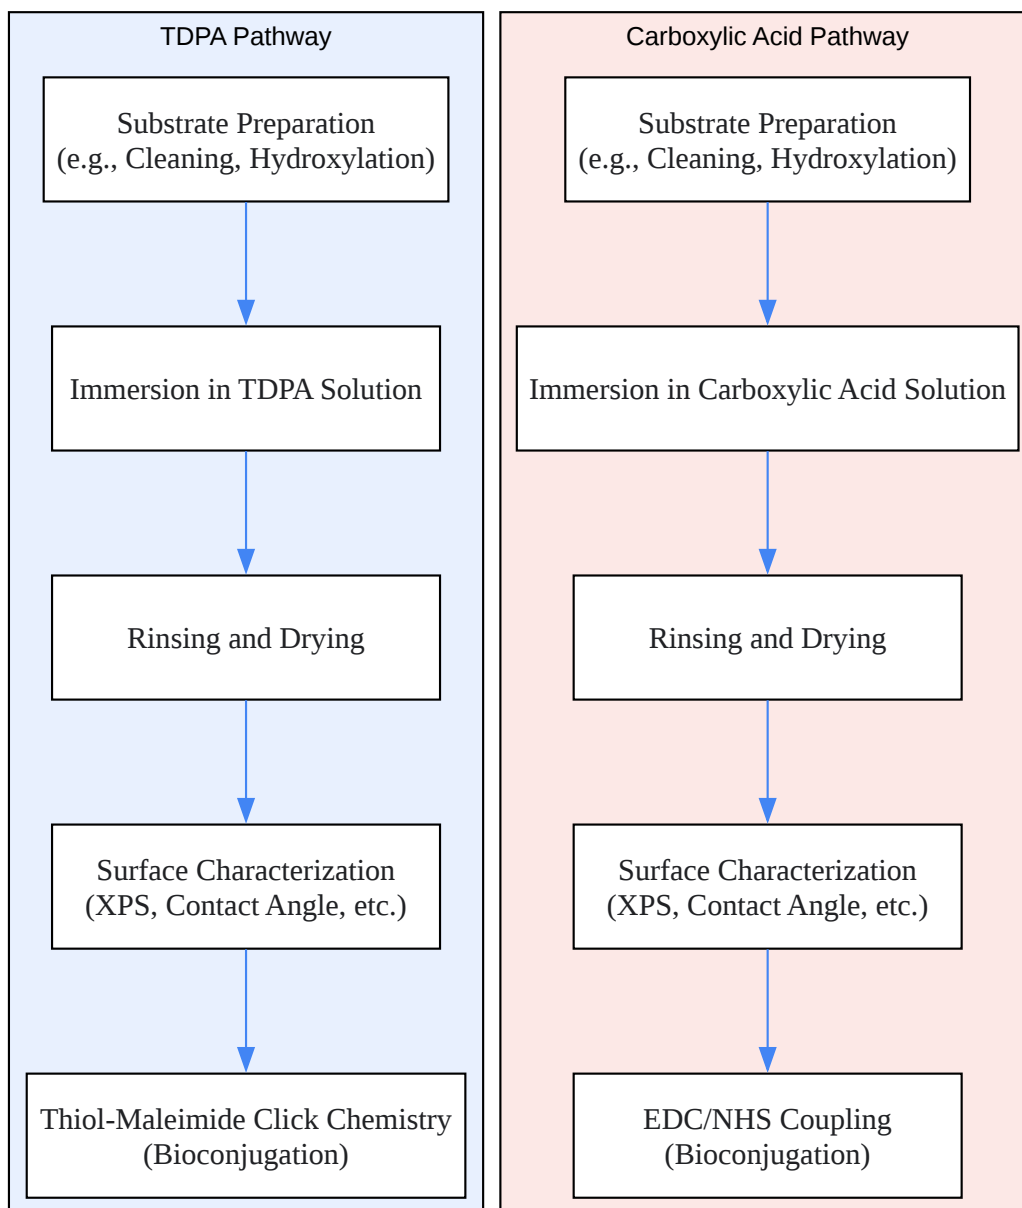 TDPA Pathway
Substrate Preparation
(e.g., Cleaning, Hydroxylation)
Immersion in TDPA Solution
Rinsing and Drying
Surface Characterization
(XPS, Contact Angle, etc.)
Thiol-Maleimide Click Chemistry
(Bioconjugation)
Carboxylic Acid Pathway
Substrate Preparation
(e.g., Cleaning, Hydroxylation)
Immersion in Carboxylic Acid Solution
Rinsing and Drying
Surface Characterization
(XPS, Contact Angle, etc.)
EDC/NHS Coupling
(Bioconjugation)